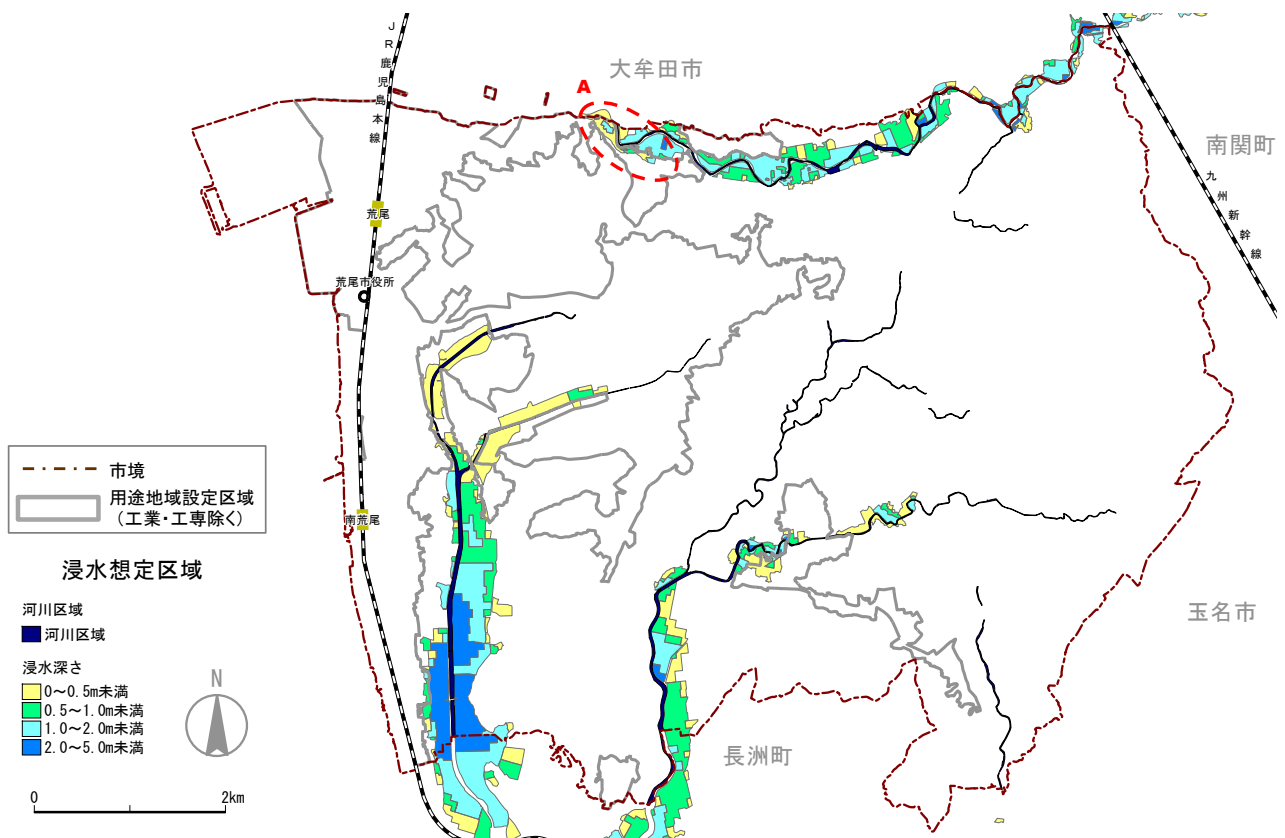 JR鹿児島本線
大牟田市
A
南関町
九州新幹線
荒尾
荒尾市役所
市境
用途地域設定区域
(工業・工専除く)
南荒尾
浸水想定区域
河川区域
河川区域
浸水深さ
0~0.5m未満
0.5~1.0m未満
1.0~2.0m未満
2.0~5.0m未満
N
玉名市
長洲町
0 2km